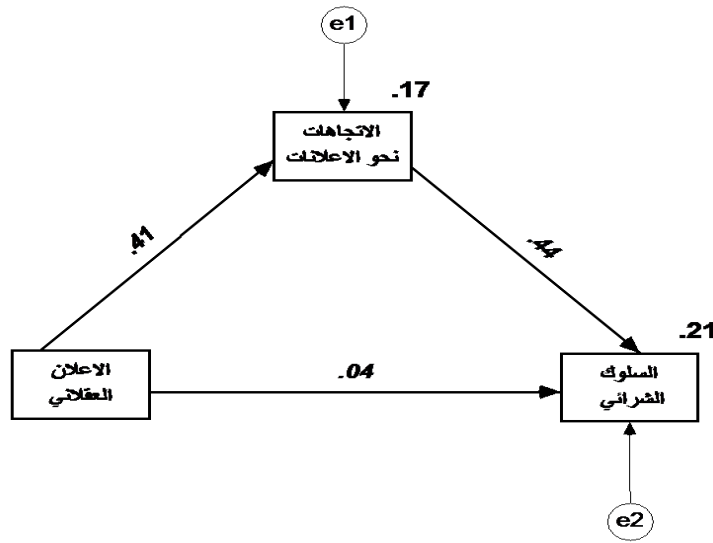 e1
.17
الاتجاهات
نحو الاعلانات
.41
.44
.21
الاعلان
العقلاني
.04
السلوك
الشرائي
e2